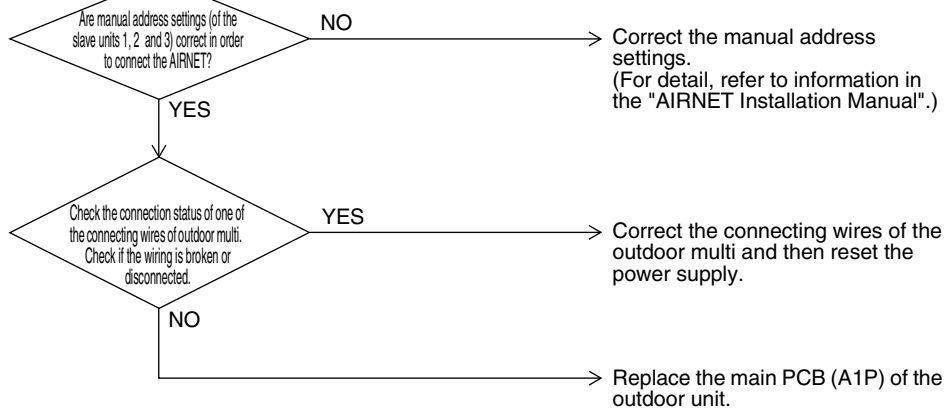 Are manual address settings (of the
slave units 1, 2 and 3) correct in order
to connect the AIRNET?
NO
Correct the manual address
settings.
(For detail, refer to information in
the "AIRNET Installation Manual".)
YES
Check the connection status of one of
the connecting wires of outdoor multi.
Check if the wiring is broken or
disconnected.
YES
Correct the connecting wires of the
outdoor multi and then reset the
power supply.
NO
Replace the main PCB (A1P) of the
outdoor unit.